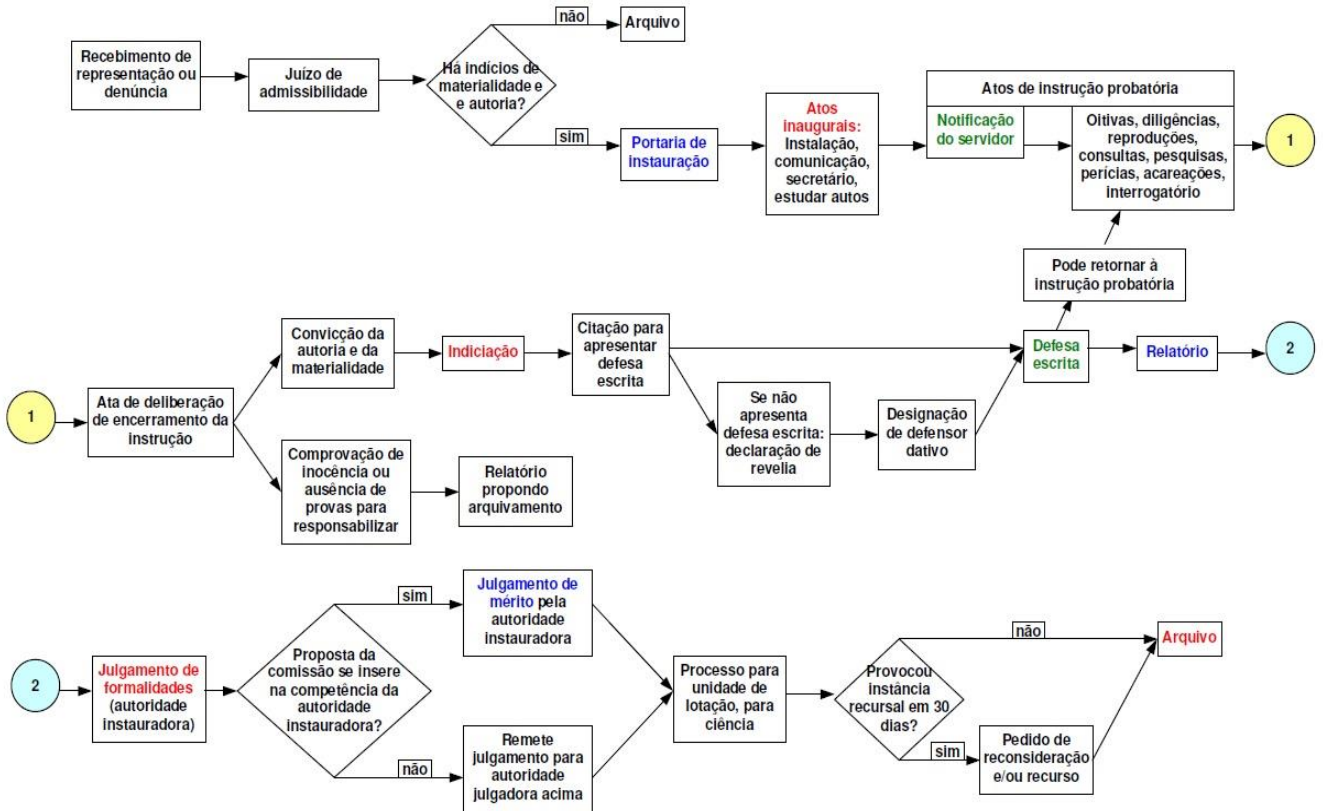 não
Arquivo
Recebimento de
representação ou
denúncia
Juízo de
admissibilidade
Há indícios de
materialidade e
e autoria?
sim
Portaria de
instauração
Atos
inaugurais:
Instalação,
comunicação,
secretário,
estudar autos
Atos de instrução probatória
Notificação
do servidor
Oitivas, diligências,
reproduções,
consultas, pesquisas,
perícias, acareações,
interrogatório
1
Pode retornar à
instrução probatória
1
Ata de deliberação
de encerramento da
instrução
Convicção da
autoria e da
materialidade
Indiciação
Citação para
apresentar
defesa
escrita
Defesa
escrita
Relatório
2
Se não
apresenta
defesa escrita:
declaração de
revelia
Designação
de defensor
dativo
Comprovação de
inocência ou
ausência de
provas para
responsabilizar
Relatório
propondo
arquivamento
2
Julgamento de
formalidades
(autoridade
instauradora)
Proposta da
comissão se insere
na competência da
autoridade
instauradora?
sim
Julgamento de
mérito pela
autoridade
instauradora
não
Remete
julgamento para
autoridade
julgadora acima
Processo para
unidade de
lotação, para
ciência
Provocou
instância
recursal em 30
dias?
não
Arquivo
sim
Pedido de
reconsideração
e/ou recurso